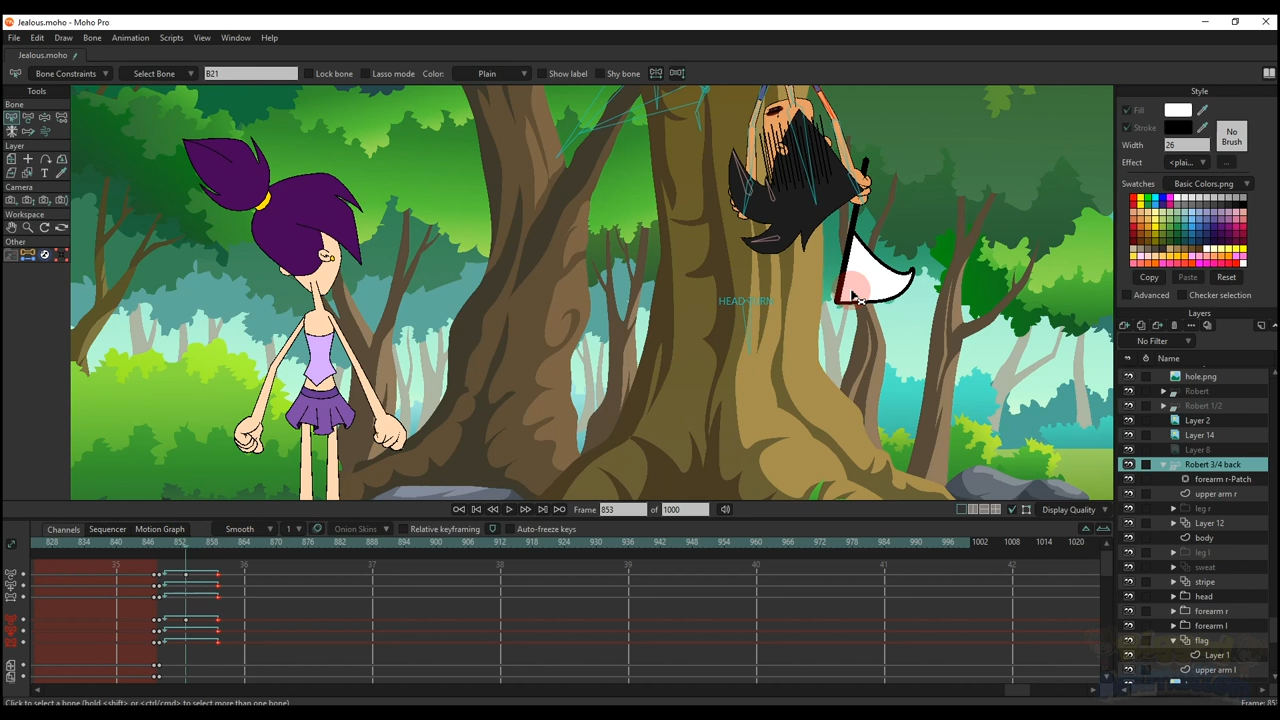 Jealous.moho - Moho Pro
File Edit Draw Bone Animation Scripts View Window Help
Jealous.moho
Bone Constraints Select Bone B21 Lock bone Lasso mode Color: Plain Show label Shy bone
Tools
Bone
Layer
Camera
Workspace
Other
HEAD TURN
Style
Fill
Stroke
No Brush
Width 26
Effect <plai...
...
Swatches Basic Colors.png
Copy Paste Reset
Advanced Checker selection
Layers
No Filter
Name
hole.png
Robert
Robert 1/2
Layer 2
Layer 14
Layer 8
Robert 3/4 back
forearm r-Patch
upper arm r
leg r
Layer 12
body
leg l
sweat
stripe
head
forearm r
forearm l
flag
Layer 1
upper arm l
Frame 853 of 1000 Display Quality
Channels Sequencer Motion Graph Smooth 1 Onion Skins Relative keyframing Auto-freeze keys
828 834 840 846 852 858 864 870 876 882 888 894 900 906 912 918 924 930 936 942 948 954 960 966 972 978 984 990 996 1002 1008 1014 1020
35 36 37 38 39 40 41 42
Click to select a bone (hold <shift> or <ctrl/cmd> to select more than one bone)
Frame: 85